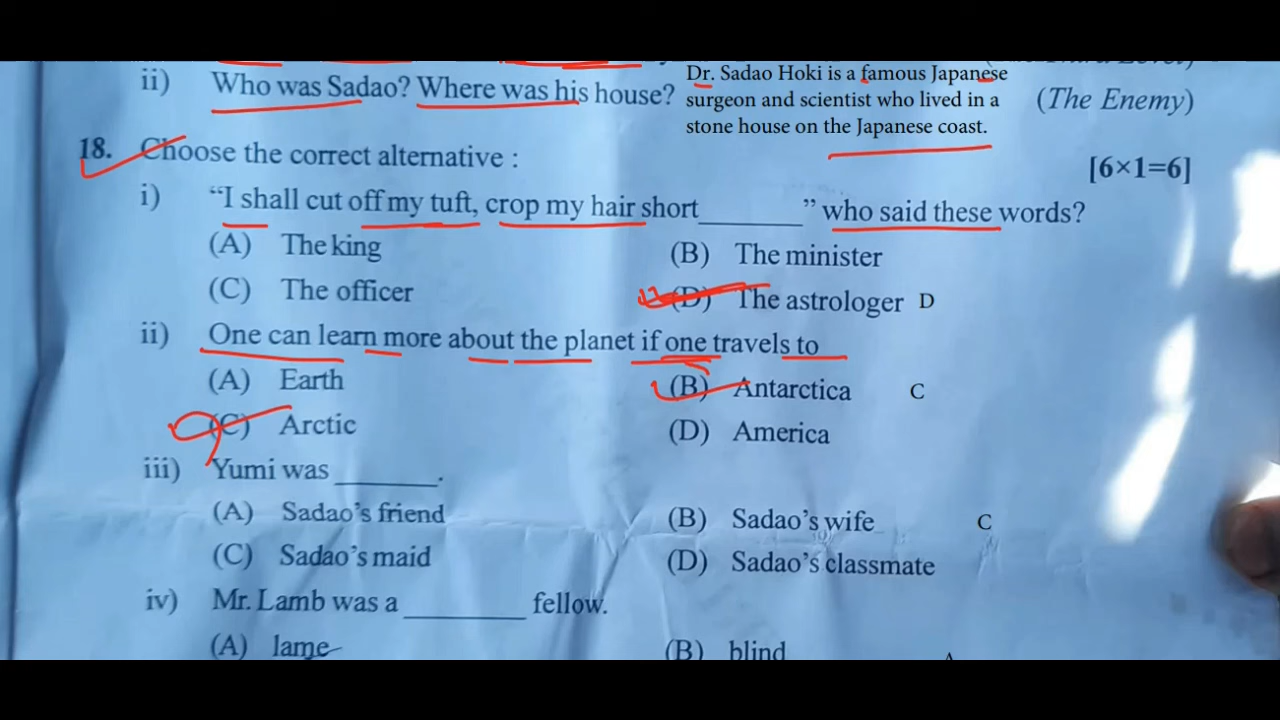 ii) Who was Sadao? Where was his house? (The Enemy)
Dr. Sadao Hoki is a famous Japanese
surgeon and scientist who lived in a
stone house on the Japanese coast.
18. Choose the correct alternative : [6×1=6]
i) “I shall cut off my tuft, crop my hair short________” who said these words?
(A) The king (B) The minister
(C) The officer (D) The astrologer D
ii) One can learn more about the planet if one travels to
(A) Earth (B) Antarctica C
(C) Arctic (D) America
iii) Yumi was ________.
(A) Sadao’s friend (B) Sadao’s wife C
(C) Sadao’s maid (D) Sadao’s classmate
iv) Mr. Lamb was a _________ fellow.
(A) lame (B) blind